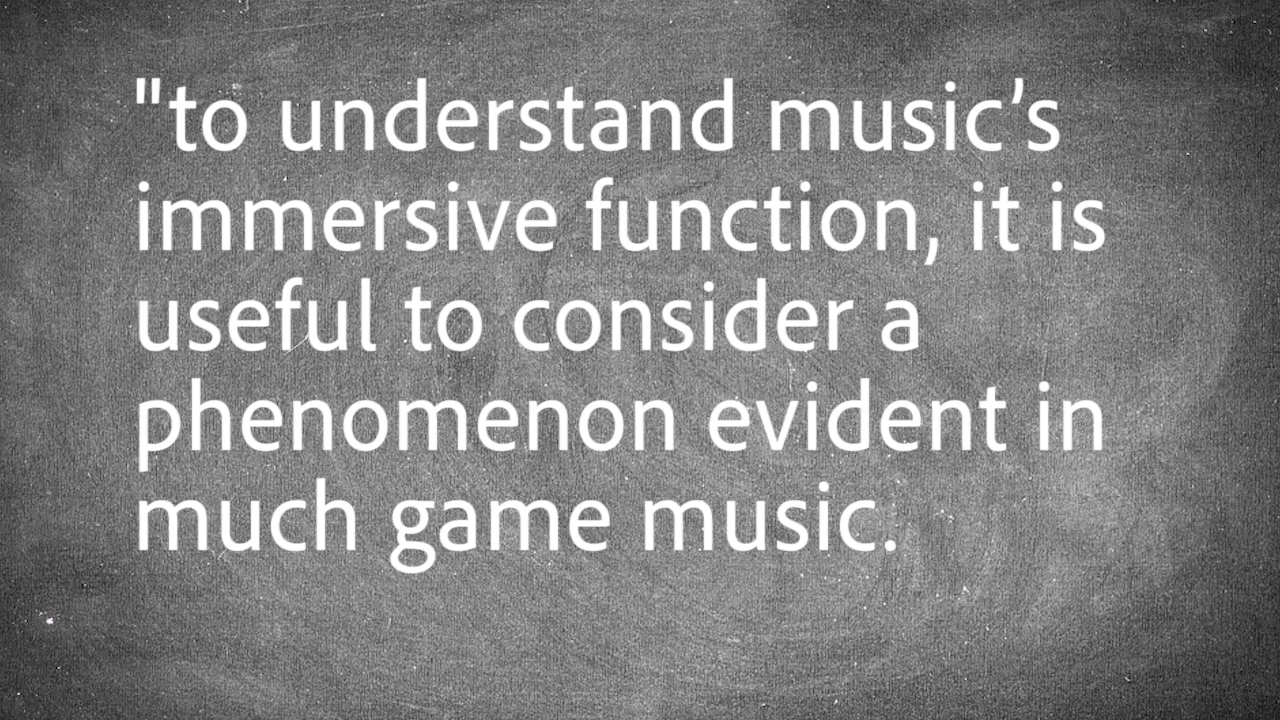 "to understand music’s
immersive function, it is
useful to consider a
phenomenon evident in
much game music.